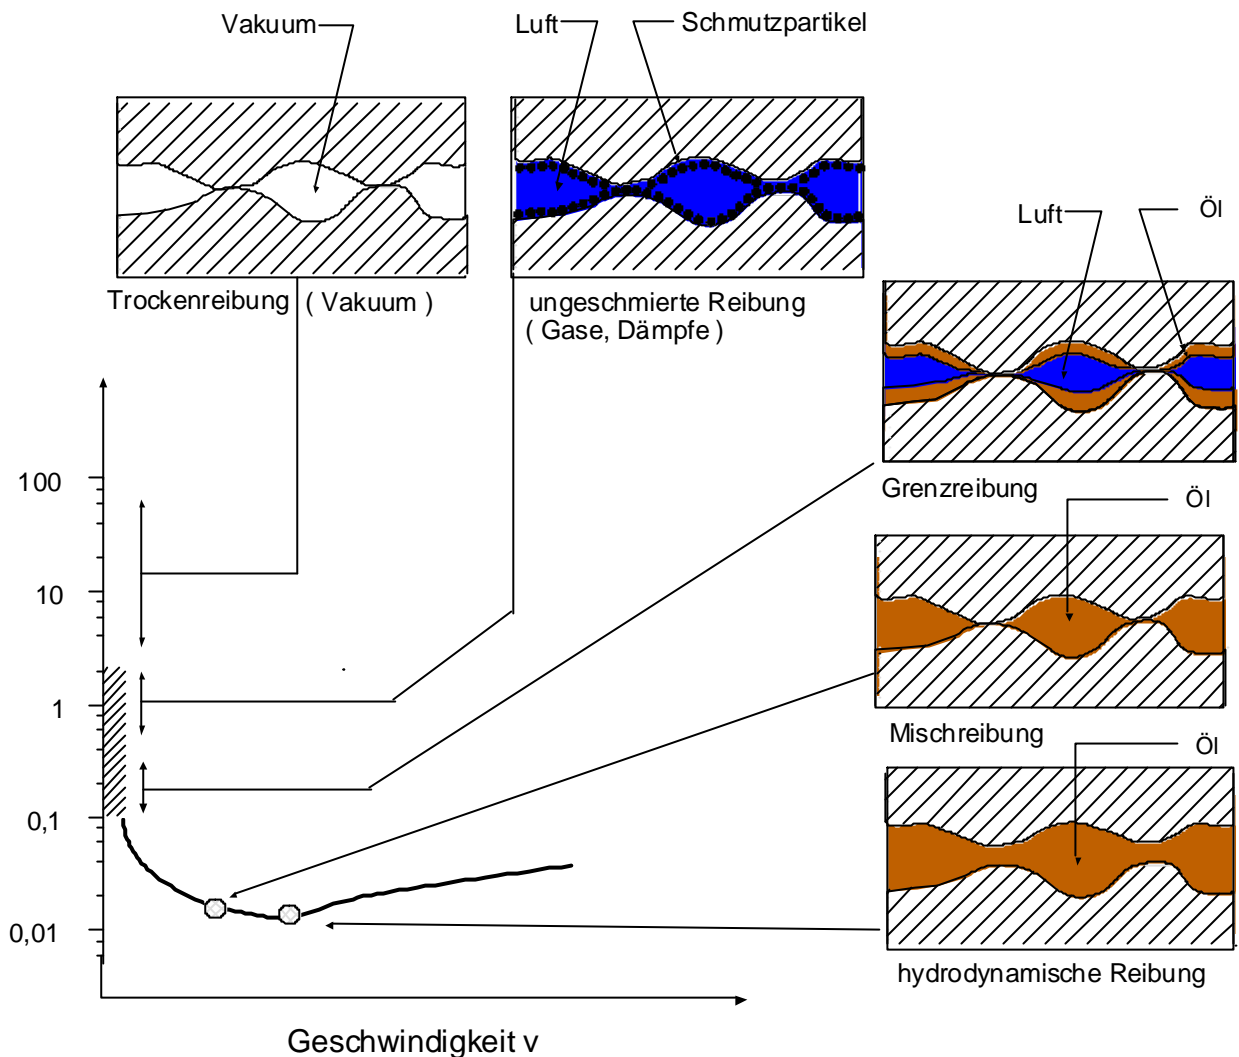 Vakuum
Luft
Schmutzpartikel
Luft
Öl
Trockenreibung ( Vakuum )
ungeschmierte Reibung
( Gase, Dämpfe )
Grenzreibung
Öl
100
10
1
0,1
0,01
Mischreibung
Öl
hydrodynamische Reibung
Geschwindigkeit v